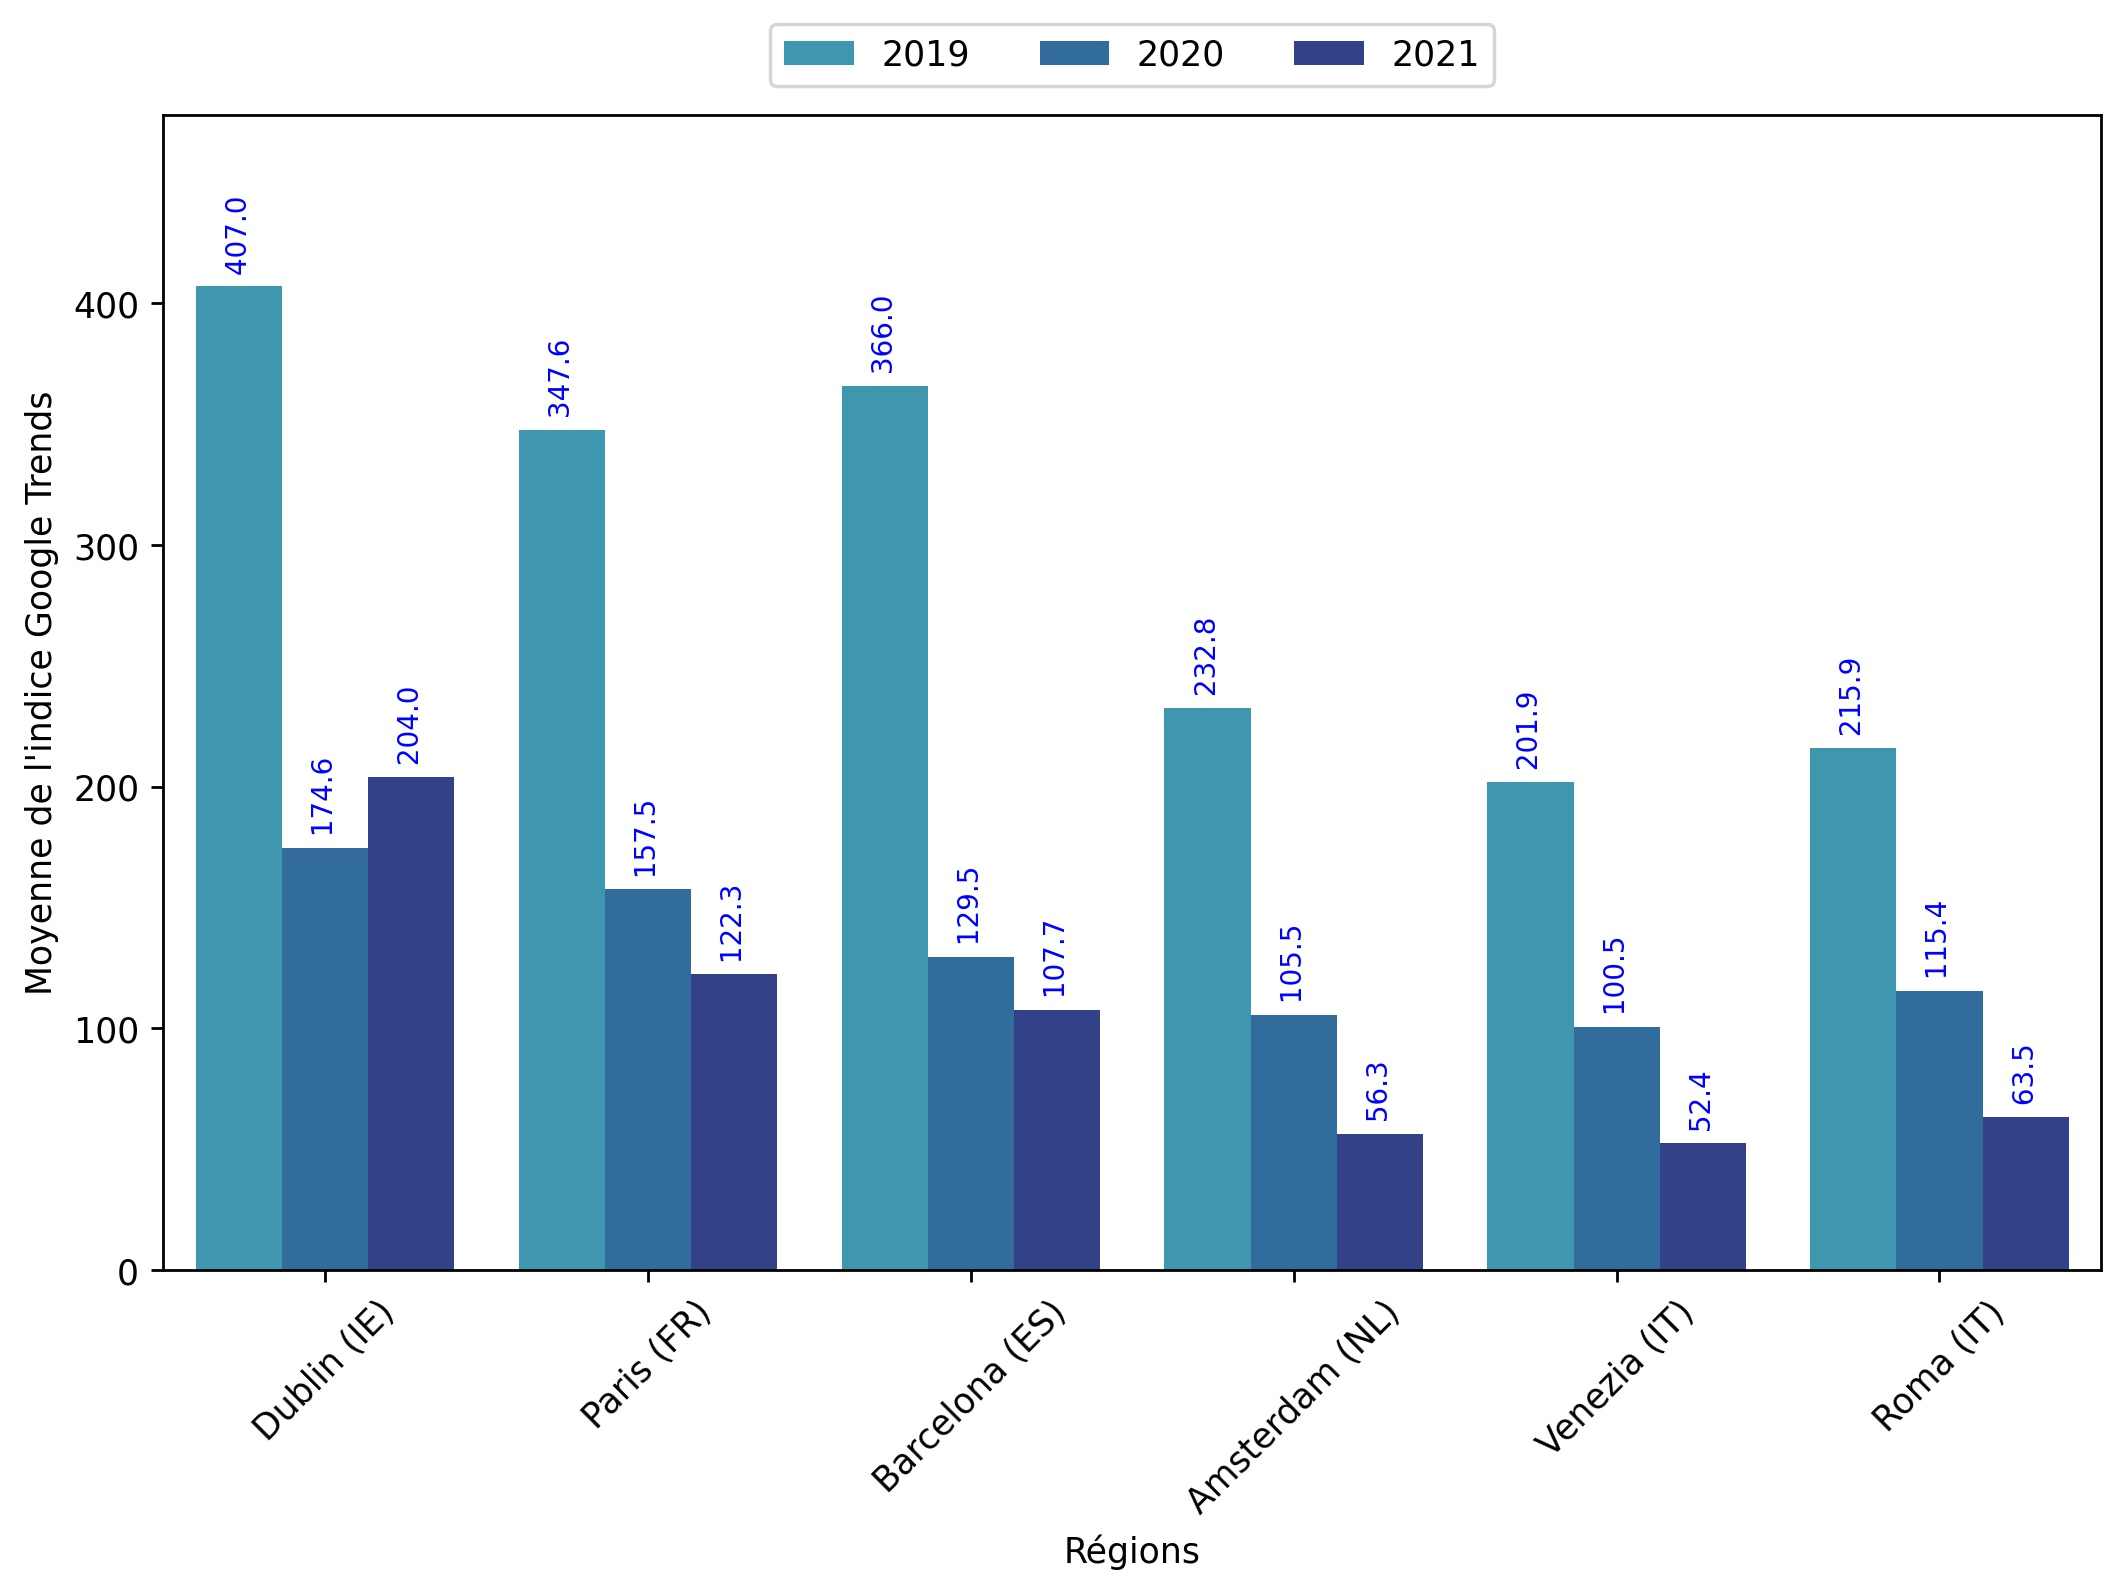 2019 2020 2021
Moyenne de l'indice Google Trends
400
300
200
100
0
407.0
174.6
204.0
347.6
157.5
122.3
366.0
129.5
107.7
232.8
105.5
56.3
201.9
100.5
52.4
215.9
115.4
63.5
Dublin (IE)
Paris (FR)
Barcelona (ES)
Amsterdam (NL)
Venezia (IT)
Roma (IT)
Régions